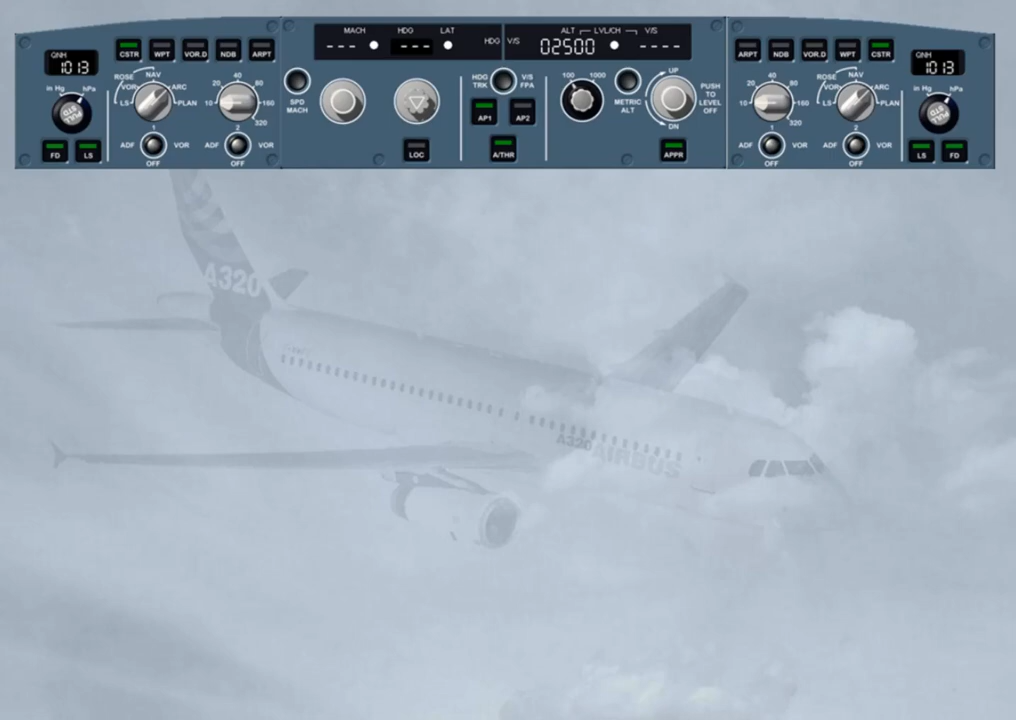 MACH HDG LAT HDG V/S ALT LVL/CH V/S
--- --- 02500 ----
QNH
1013
in Hg hPa
PULL STD
FD LS
CSTR WPT VOR.D NDB ARPT
ROSE NAV
VOR ARC
LS PLAN
10 20 40 80 160 320
1 2
ADF VOR ADF VOR
OFF OFF
SPD
MACH
LOC
HDG V/S
TRK FPA
AP1 AP2
A/THR
100 1000
METRIC
ALT
UP
DN
PUSH
TO
LEVEL
OFF
APPR
ARPT NDB VOR.D WPT CSTR
10 20 40 80 160 320
ROSE NAV
VOR ARC
LS PLAN
1 2
ADF VOR ADF VOR
OFF OFF
QNH
1013
in Hg hPa
PULL STD
LS FD
A320
A320 AIRBUS